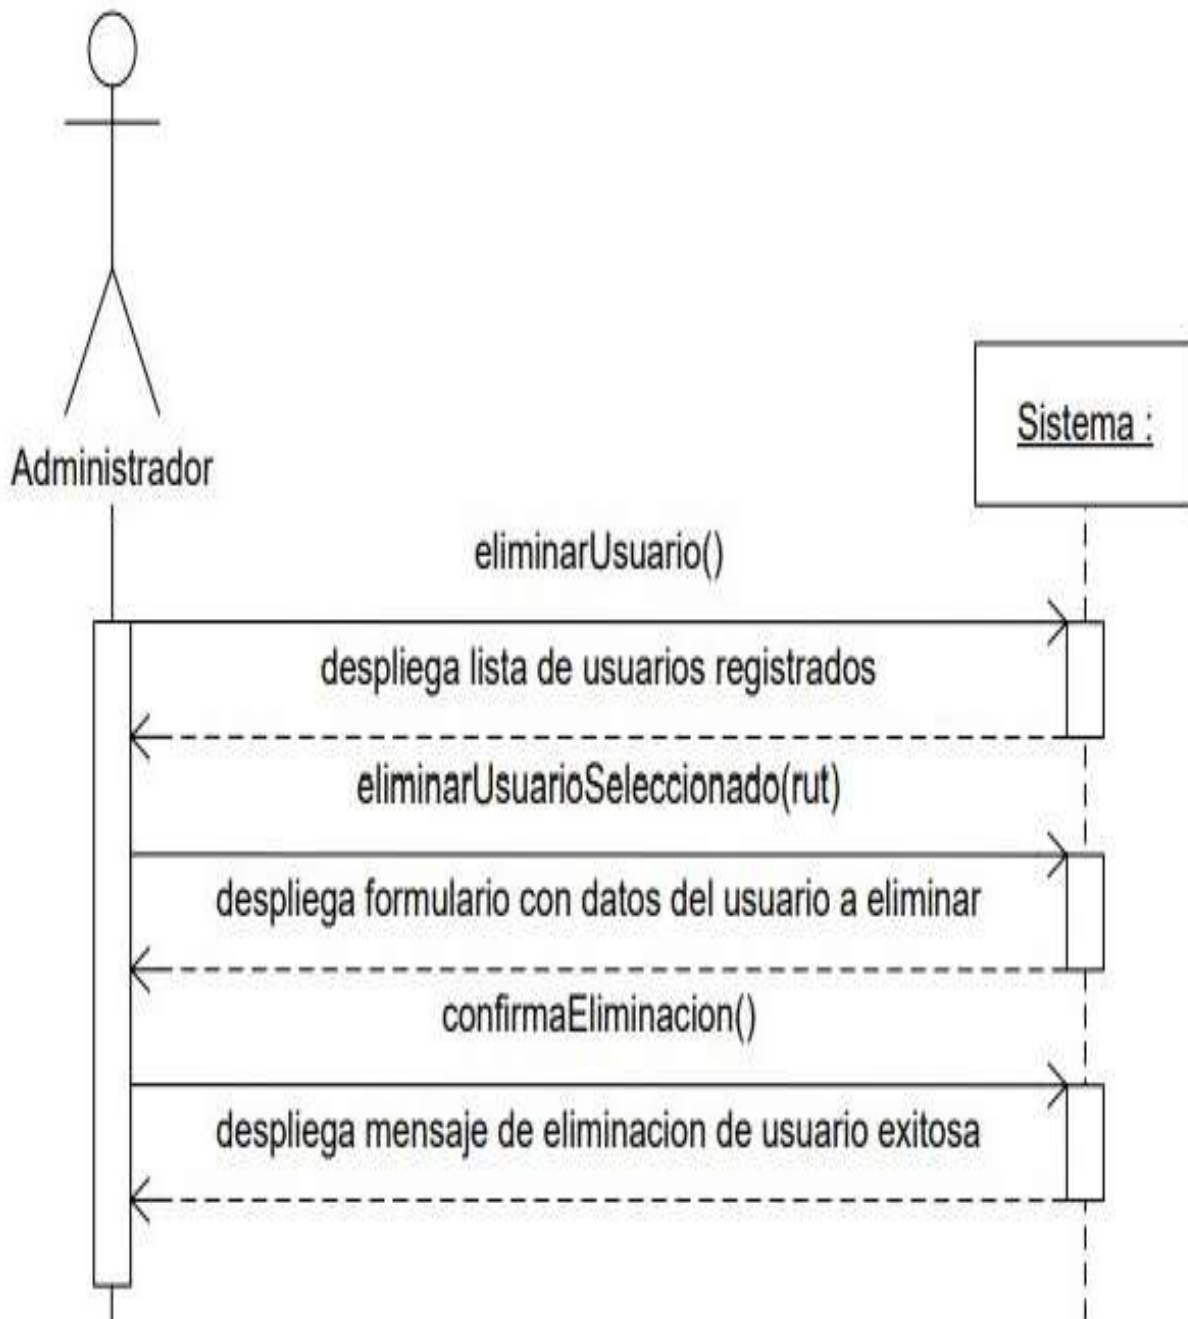 Administrador
Sistema :
eliminarUsuario()
despliega lista de usuarios registrados
eliminarUsuarioSeleccionado(rut)
despliega formulario con datos del usuario a eliminar
confirmaEliminacion()
despliega mensaje de eliminacion de usuario exitosa